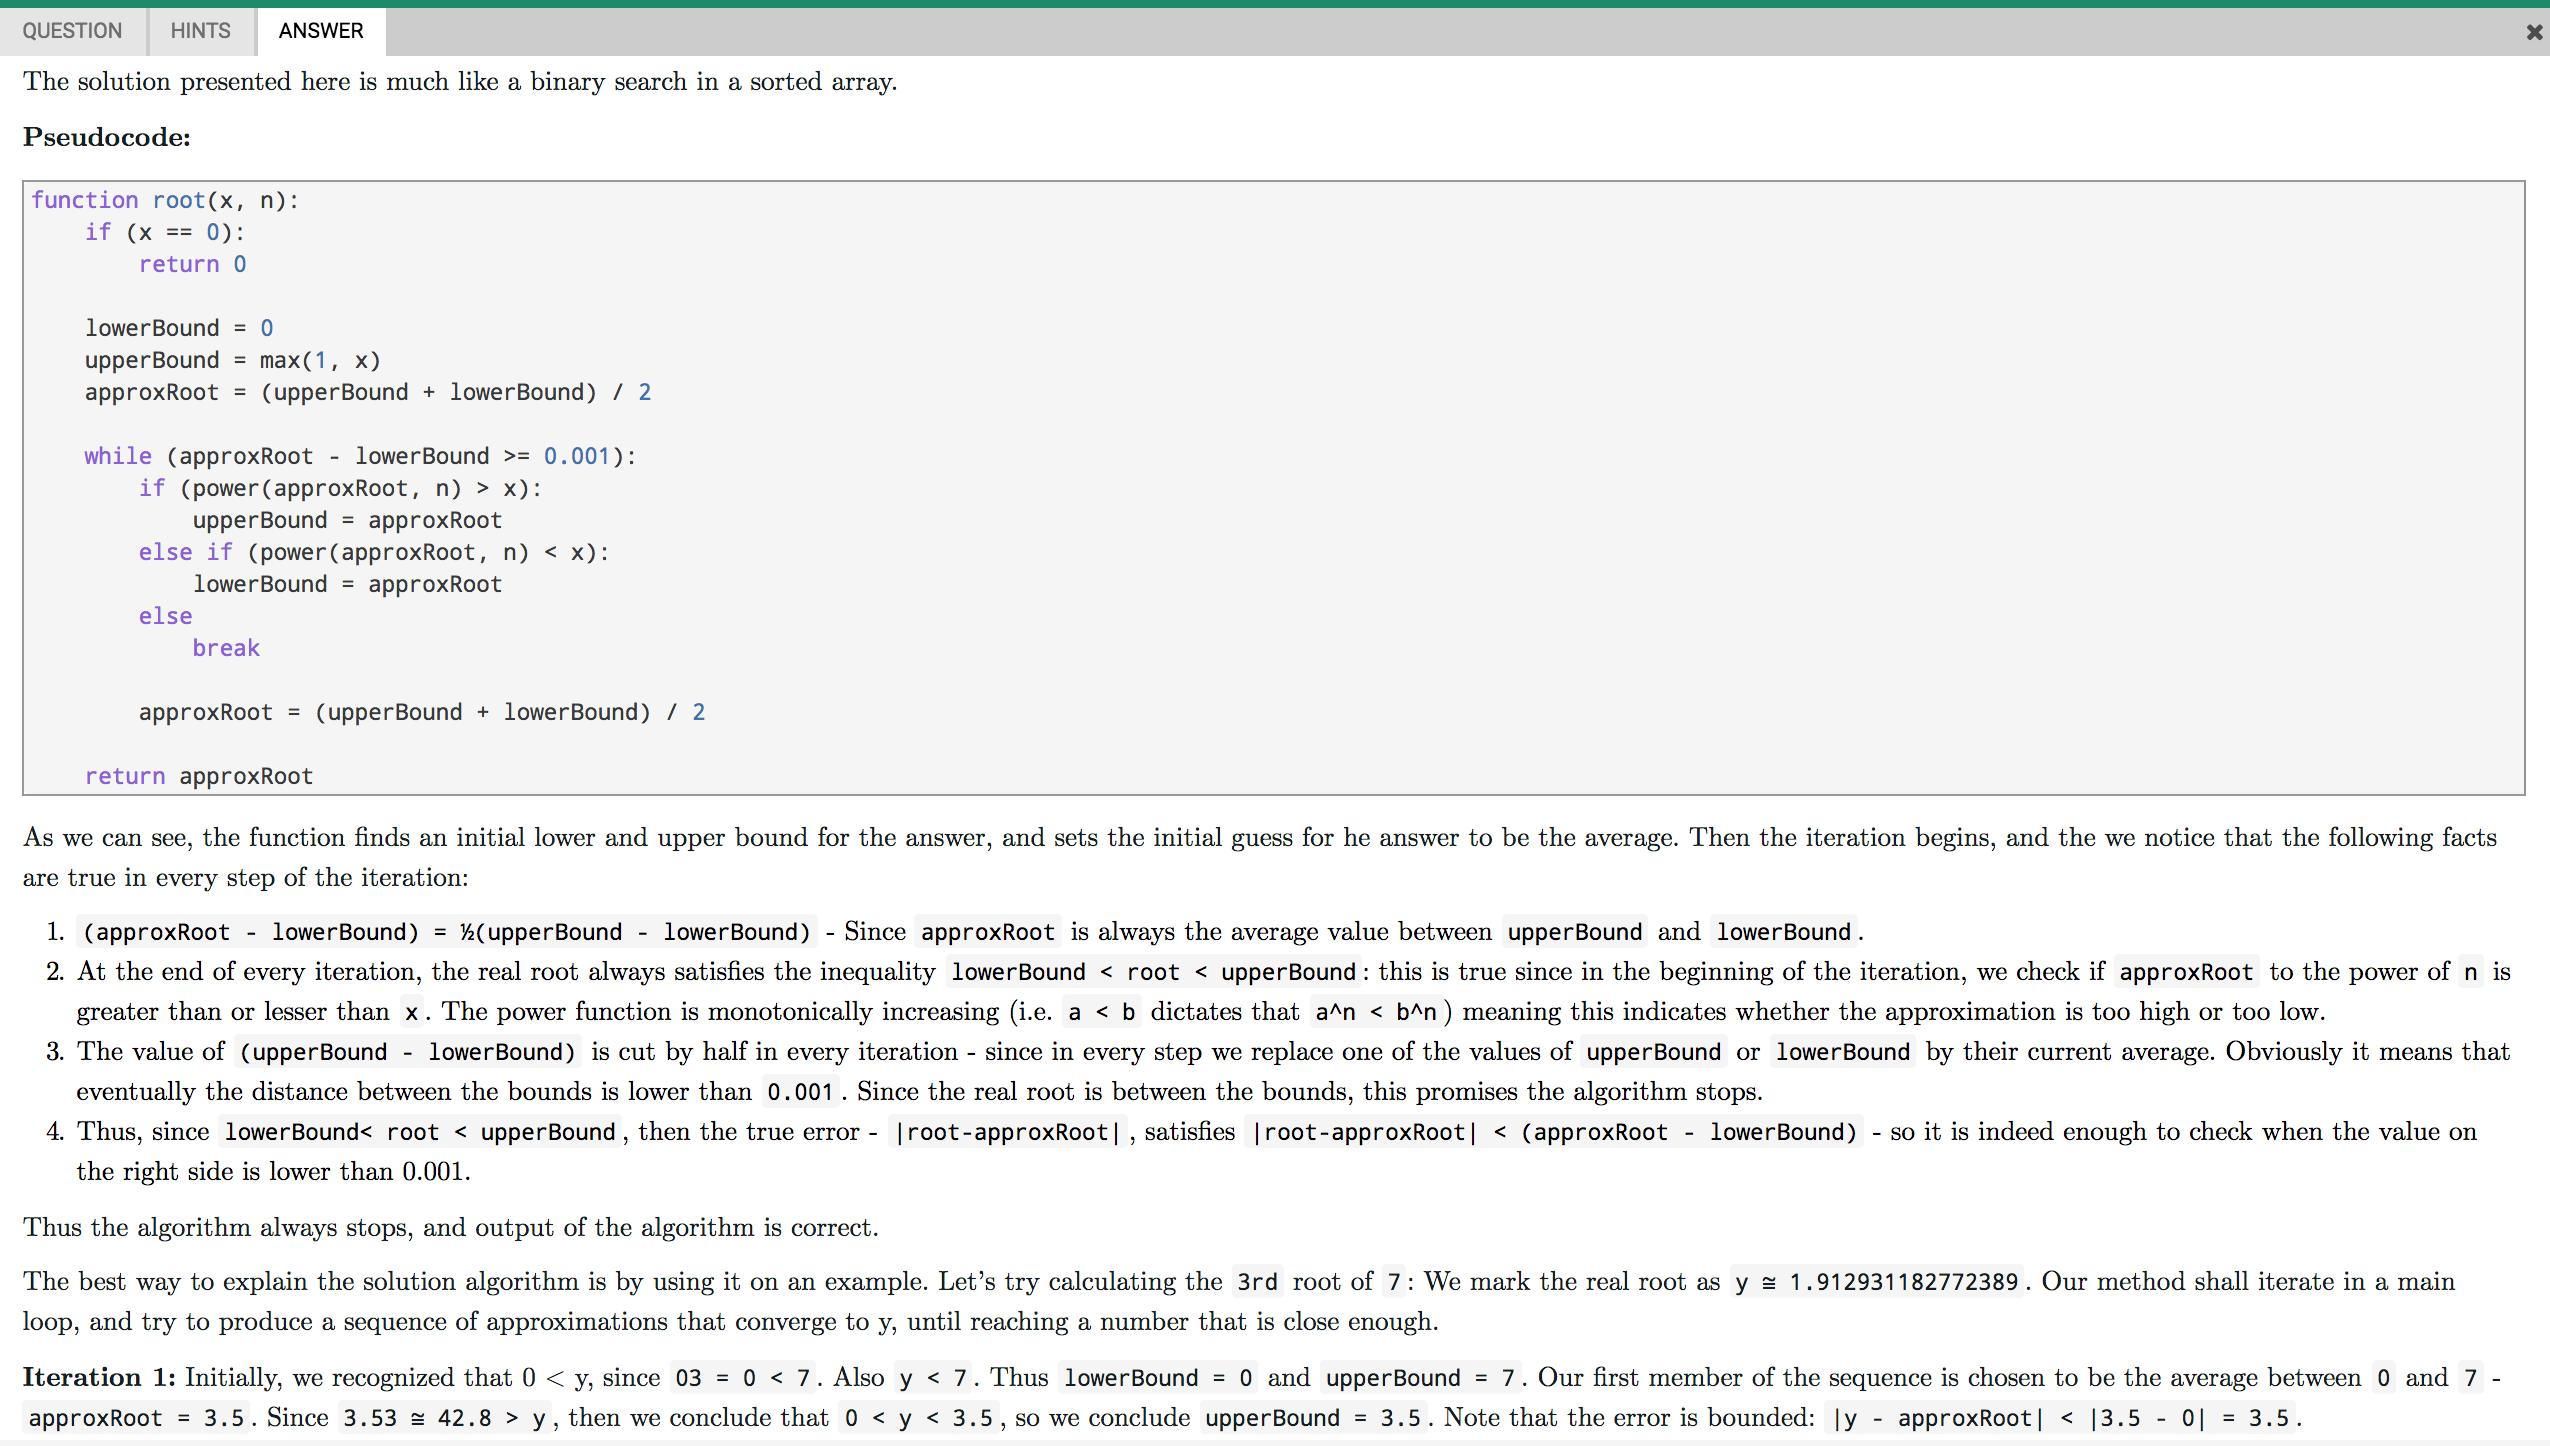 QUESTION HINTS ANSWER ✖
The solution presented here is much like a binary search in a sorted array.
Pseudocode:
function root(x, n):
    if (x == 0):
        return 0
    lowerBound = 0
    upperBound = max(1, x)
    approxRoot = (upperBound + lowerBound) / 2
    while (approxRoot - lowerBound >= 0.001):
        if (power(approxRoot, n) > x):
            upperBound = approxRoot
        else if (power(approxRoot, n) < x):
            lowerBound = approxRoot
        else
            break
        approxRoot = (upperBound + lowerBound) / 2
    return approxRoot
As we can see, the function finds an initial lower and upper bound for the answer, and sets the initial guess for he answer to be the average. Then the iteration begins, and the we notice that the following facts
are true in every step of the iteration:
1. (approxRoot - lowerBound) = ½(upperBound - lowerBound) - Since approxRoot is always the average value between upperBound and lowerBound.
2. At the end of every iteration, the real root always satisfies the inequality lowerBound < root < upperBound: this is true since in the beginning of the iteration, we check if approxRoot to the power of n is
greater than or lesser than x. The power function is monotonically increasing (i.e. a < b dictates that a^n < b^n) meaning this indicates whether the approximation is too high or too low.
3. The value of (upperBound - lowerBound) is cut by half in every iteration - since in every step we replace one of the values of upperBound or lowerBound by their current average. Obviously it means that
eventually the distance between the bounds is lower than 0.001. Since the real root is between the bounds, this promises the algorithm stops.
4. Thus, since lowerBound< root < upperBound, then the true error - |root-approxRoot|, satisfies |root-approxRoot| < (approxRoot - lowerBound) - so it is indeed enough to check when the value on
the right side is lower than 0.001.
Thus the algorithm always stops, and output of the algorithm is correct.
The best way to explain the solution algorithm is by using it on an example. Let's try calculating the 3rd root of 7: We mark the real root as y ≅ 1.912931182772389. Our method shall iterate in a main
loop, and try to produce a sequence of approximations that converge to y, until reaching a number that is close enough.
Iteration 1: Initially, we recognized that 0 < y, since 03 = 0 < 7. Also y < 7. Thus lowerBound = 0 and upperBound = 7. Our first member of the sequence is chosen to be the average between 0 and 7 -
approxRoot = 3.5. Since 3.53 ≅ 42.8 > y, then we conclude that 0 < y < 3.5, so we conclude upperBound = 3.5. Note that the error is bounded: |y - approxRoot| < |3.5 - 0| = 3.5.